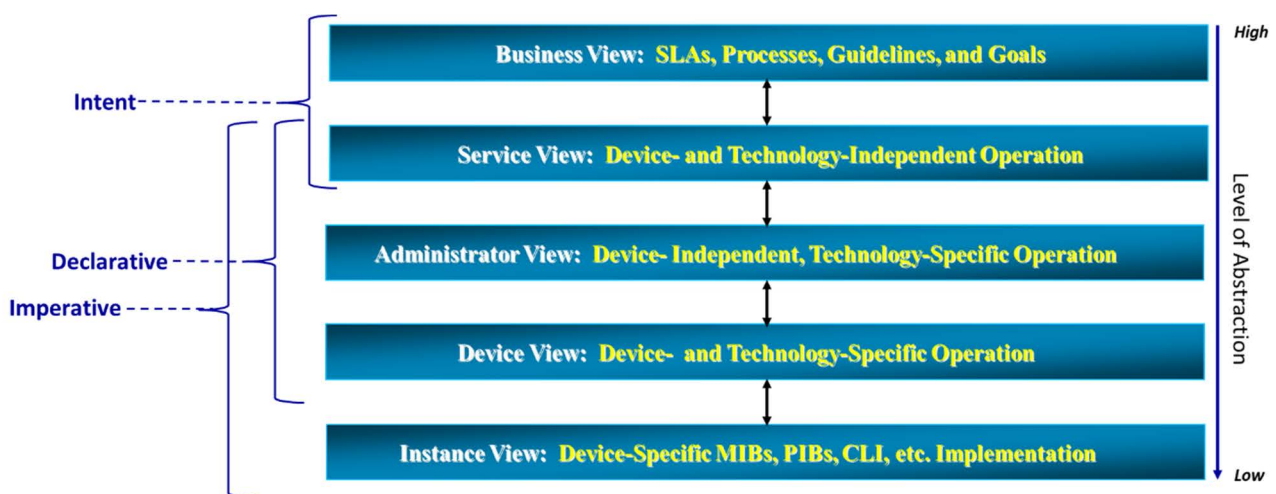 Business View: SLAs, Processes, Guidelines, and Goals
High
Intent
Service View: Device- and Technology-Independent Operation
Level of Abstraction
Declarative
Administrator View: Device- Independent, Technology-Specific Operation
Imperative
Device View: Device- and Technology-Specific Operation
Instance View: Device-Specific MIBs, PIBs, CLI, etc. Implementation
Low